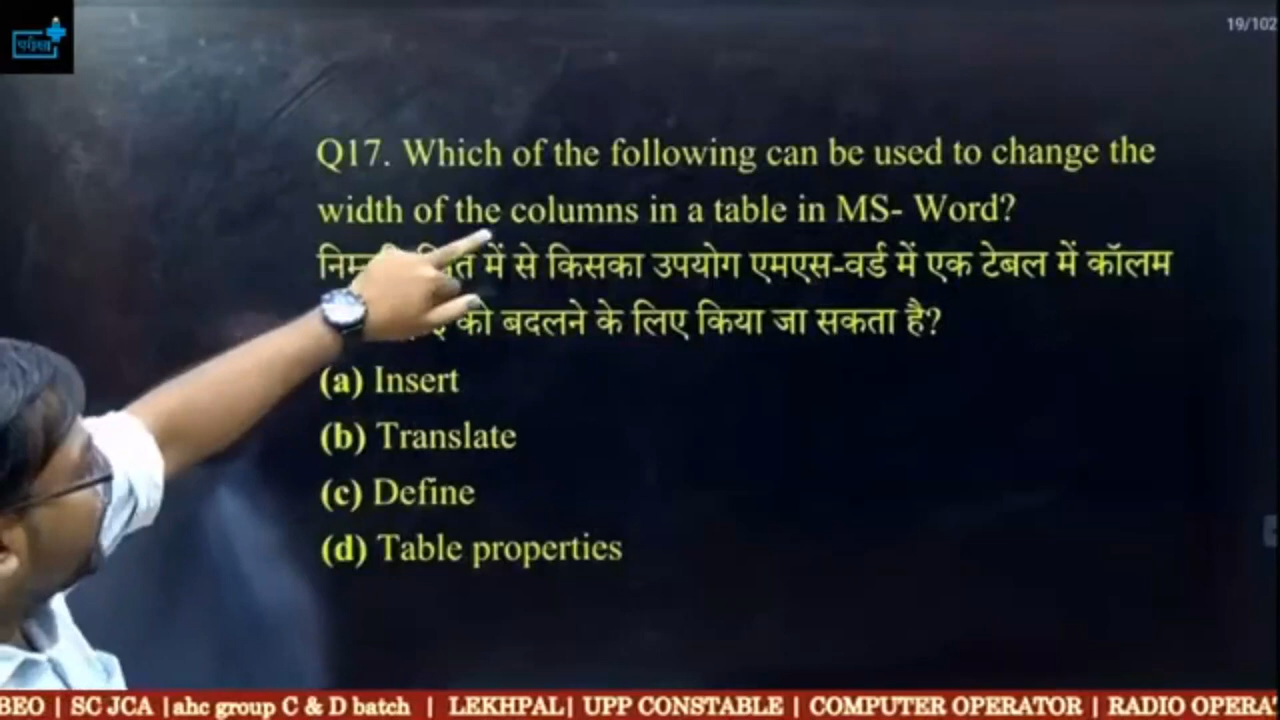 परीक्षा
19/102
Q17. Which of the following can be used to change the
width of the columns in a table in MS- Word?
में से किसका उपयोग एमएस-वर्ड में एक टेबल में कॉलम
को बदलने के लिए किया जा सकता है?
(a) Insert
(b) Translate
(c) Define
(d) Table properties
BEO | SC JCA |ahc group C & D batch | LEKHPAL| UPP CONSTABLE | COMPUTER OPERATOR | RADIO OPERA